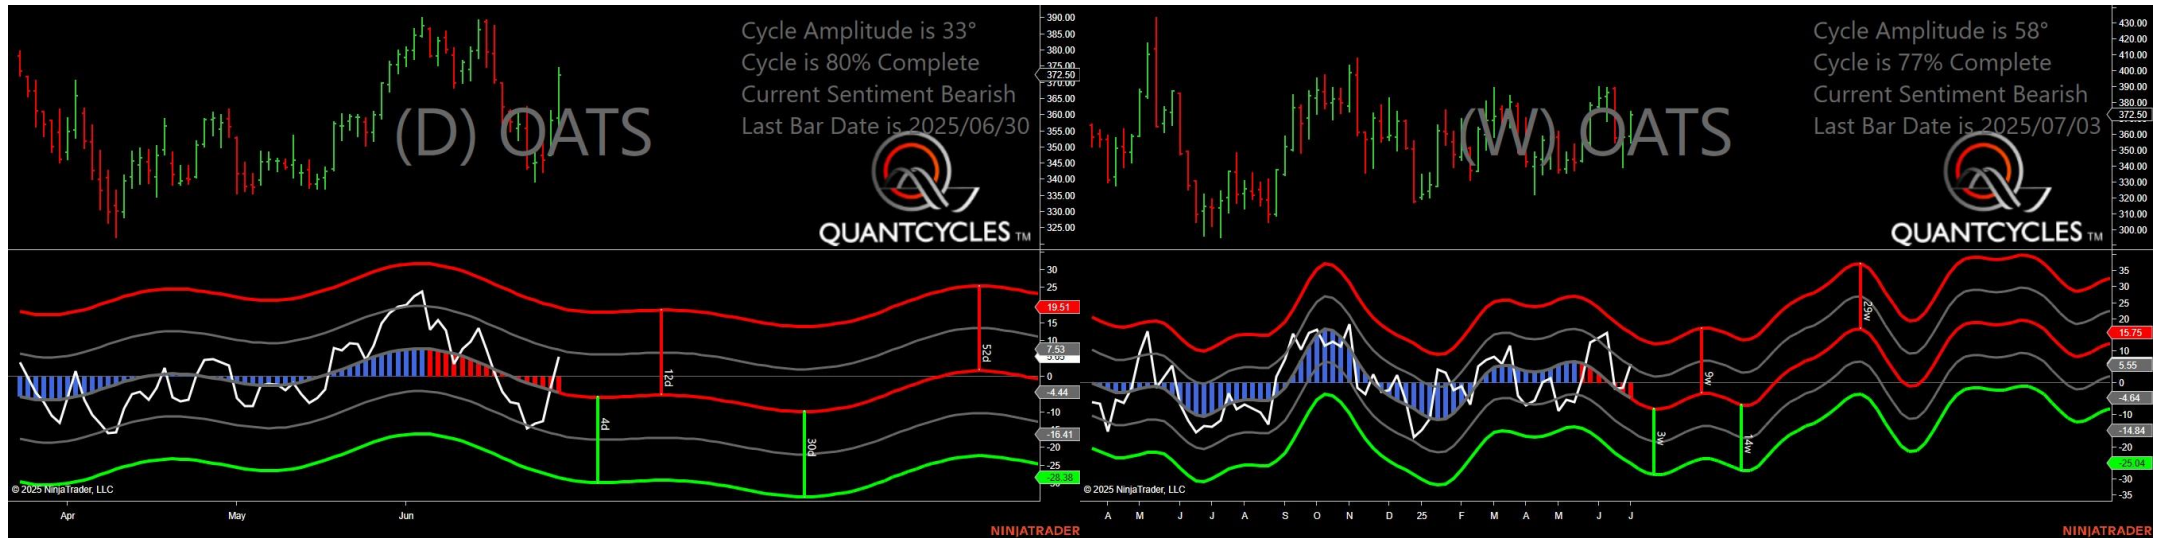 Cycle Amplitude is 33°
Cycle is 80% Complete
Current Sentiment Bearish
Last Bar Date is 2025/06/30
(D) OATS
QUANTCYCLES TM
390.00
385.00
380.00
375.00
372.50
370.00
365.00
360.00
355.00
350.00
345.00
340.00
335.00
330.00
325.00
30
25
19.51
15
10
7.53
5.05
0
-4.44
-10
-16.41
-20
-25
-28.38
4d
12d
30d
52d
© 2025 NinjaTrader, LLC
Apr
May
Jun
NINJATRADER
Cycle Amplitude is 58°
Cycle is 77% Complete
Current Sentiment Bearish
Last Bar Date is 2025/07/03
(W) OATS
QUANTCYCLES TM
430.00
420.00
410.00
400.00
390.00
380.00
372.50
360.00
350.00
340.00
330.00
320.00
310.00
300.00
35
30
25
20
15.75
10
5.55
0
-4.64
-10
-14.84
-20
-25.04
-30
-35
3w
9w
14w
29w
© 2025 NinjaTrader, LLC
A M J J A S O N D 25 F M A M J J
NINJATRADER